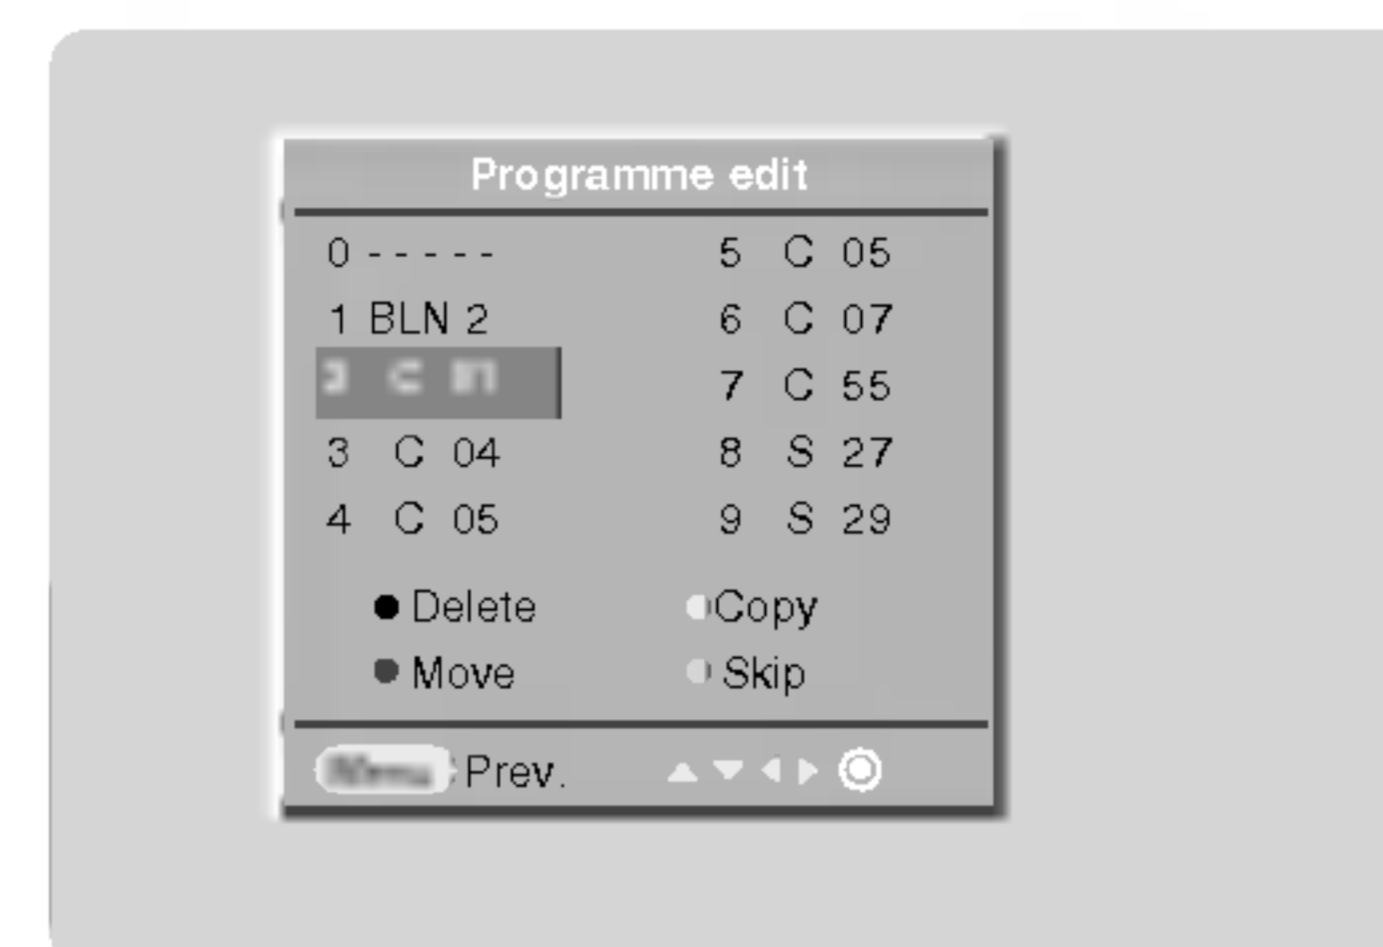 Programme edit
0 - - - - -
1 BLN 2
C
3 C 04
4 C 05
5 C 05
6 C 07
7 C 55
8 S 27
9 S 29
Delete
Copy
Move
Skip
Menu Prev.